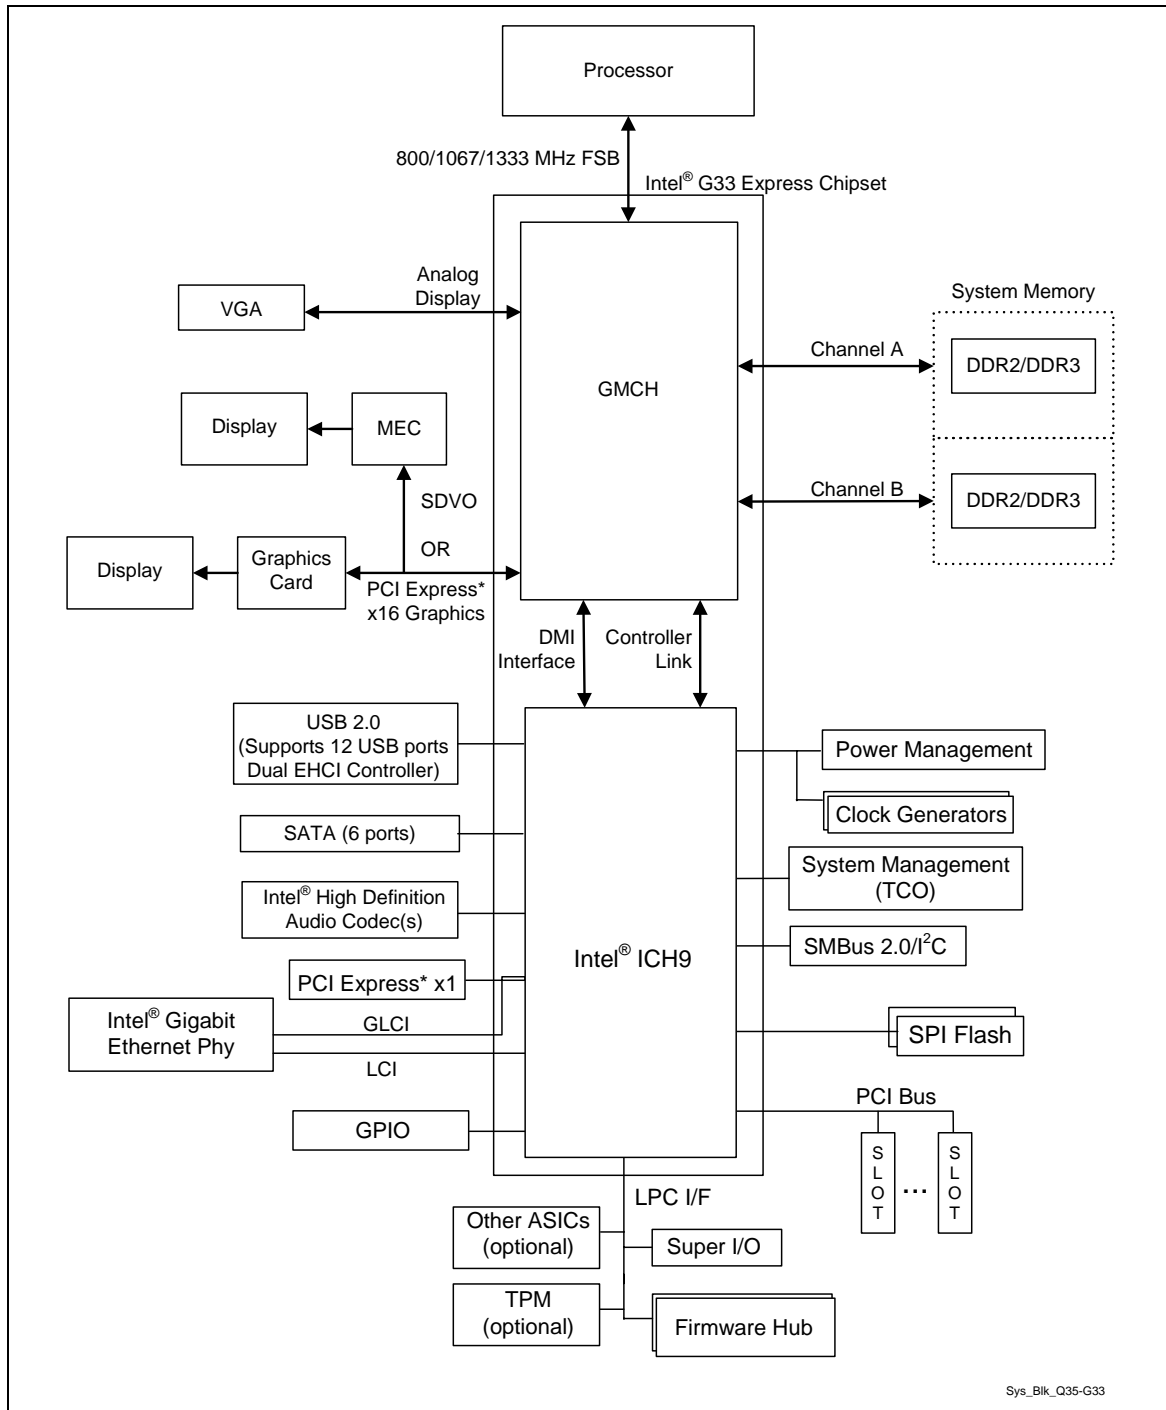 Processor
800/1067/1333 MHz FSB
Intel® G33 Express Chipset
Analog
Display
VGA
GMCH
System Memory
Channel A
DDR2/DDR3
Display
MEC
SDVO
Channel B
DDR2/DDR3
OR
Display
Graphics
Card
PCI Express*
x16 Graphics
DMI
Interface
Controller
Link
USB 2.0
(Supports 12 USB ports
Dual EHCI Controller)
Power Management
Clock Generators
SATA (6 ports)
System Management
(TCO)
Intel® High Definition
Audio Codec(s)
Intel® ICH9
SMBus 2.0/I²C
PCI Express* x1
Intel® Gigabit
Ethernet Phy
GLCI
LCI
SPI Flash
PCI Bus
GPIO
SLOT
...
SLOT
LPC I/F
Other ASICs
(optional)
Super I/O
TPM
(optional)
Firmware Hub
Sys_Blk_Q35-G33